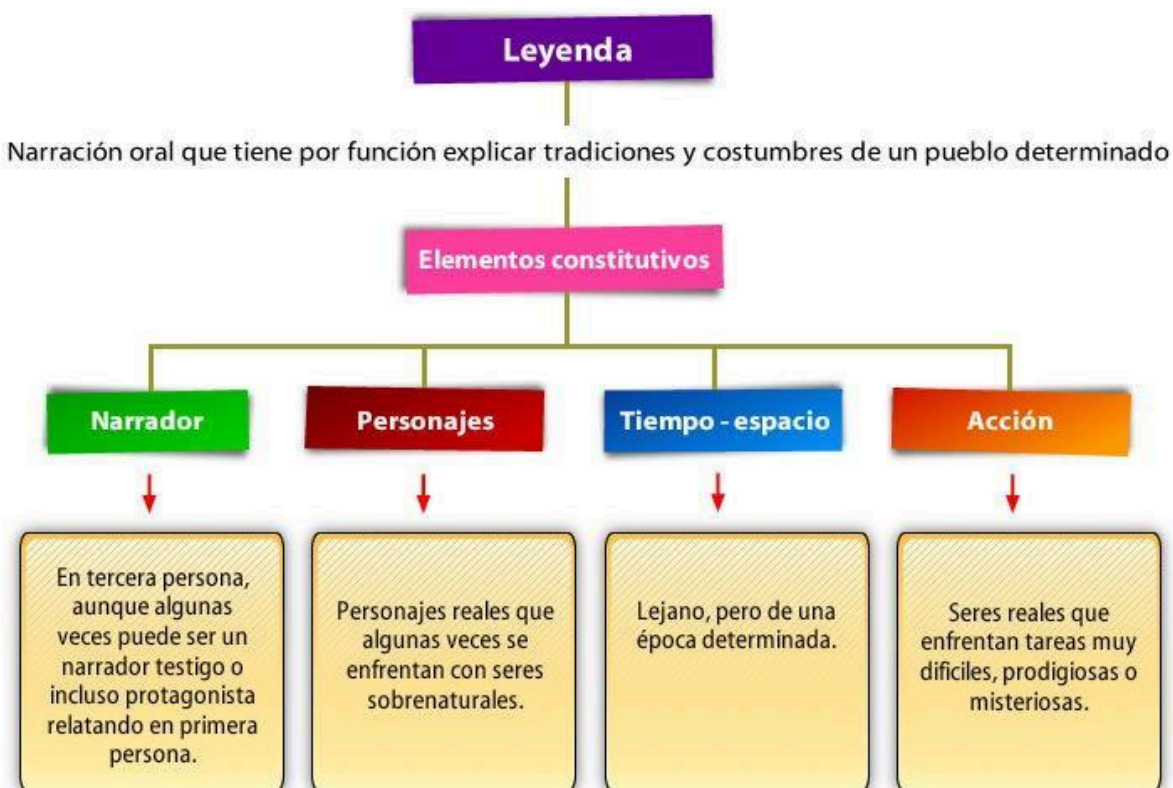 Leyenda
Narración oral que tiene por función explicar tradiciones y costumbres de un pueblo determinado
Elementos constitutivos
Narrador
En tercera persona,
aunque algunas
veces puede ser un
narrador testigo o
incluso protagonista
relatando en primera
persona.
Personajes
Personajes reales que
algunas veces se
enfrentan con seres
sobrenaturales.
Tiempo - espacio
Lejano, pero de una
época determinada.
Acción
Seres reales que
enfrentan tareas muy
dificiles, prodigiosas o
misteriosas.